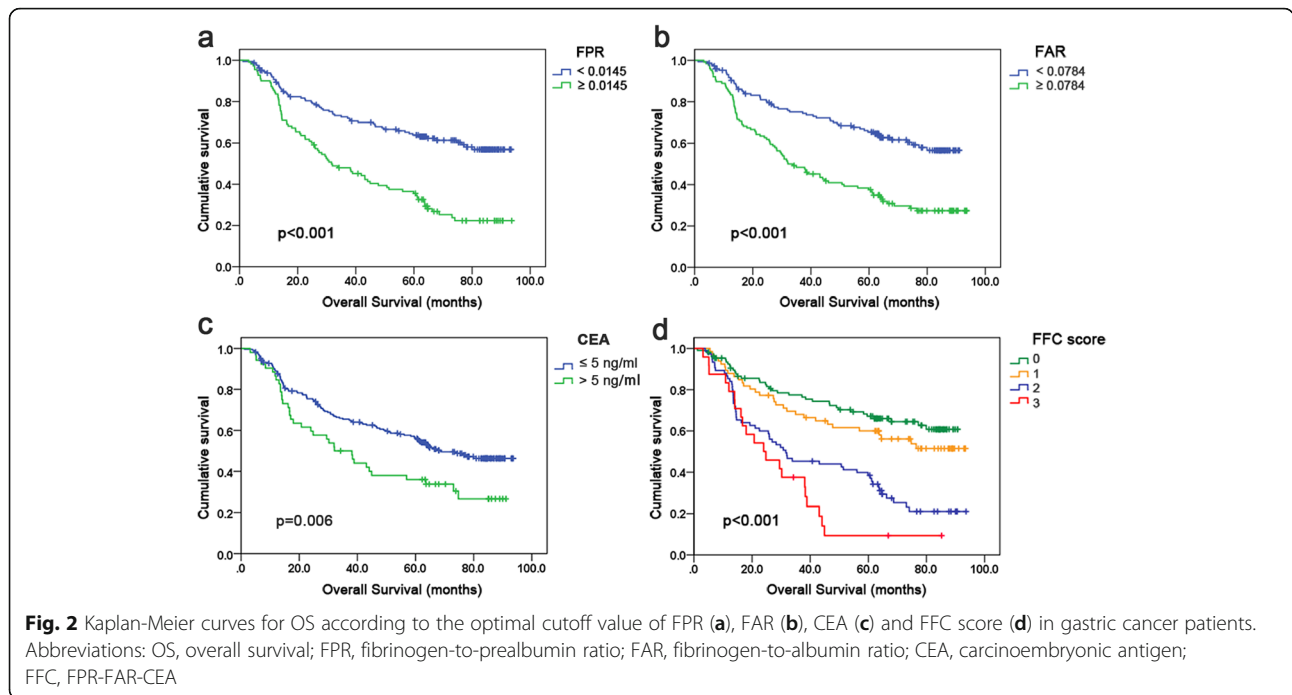 a
FPR
< 0.0145
≥ 0.0145
1.0
0.8
0.6
0.4
0.2
0.0
Cumulative survival
p<0.001
.0 20.0 40.0 60.0 80.0 100.0
Overall Survival (months)
b
FAR
< 0.0784
≥ 0.0784
1.0
0.8
0.6
0.4
0.2
0.0
Cumulative survival
p<0.001
.0 20.0 40.0 60.0 80.0 100.0
Overall Survival (months)
c
CEA
≤ 5 ng/ml
> 5 ng/ml
1.0
0.8
0.6
0.4
0.2
0.0
Cumulative survival
p=0.006
.0 20.0 40.0 60.0 80.0 100.0
Overall Survival (months)
d
FFC score
0
1
2
3
1.0
0.8
0.6
0.4
0.2
0.0
Cumulative survival
p<0.001
.0 20.0 40.0 60.0 80.0 100.0
Overall Survival (months)
Fig. 2 Kaplan-Meier curves for OS according to the optimal cutoff value of FPR (a), FAR (b), CEA (c) and FFC score (d) in gastric cancer patients.
Abbreviations: OS, overall survival; FPR, fibrinogen-to-prealbumin ratio; FAR, fibrinogen-to-albumin ratio; CEA, carcinoembryonic antigen;
FFC, FPR-FAR-CEA